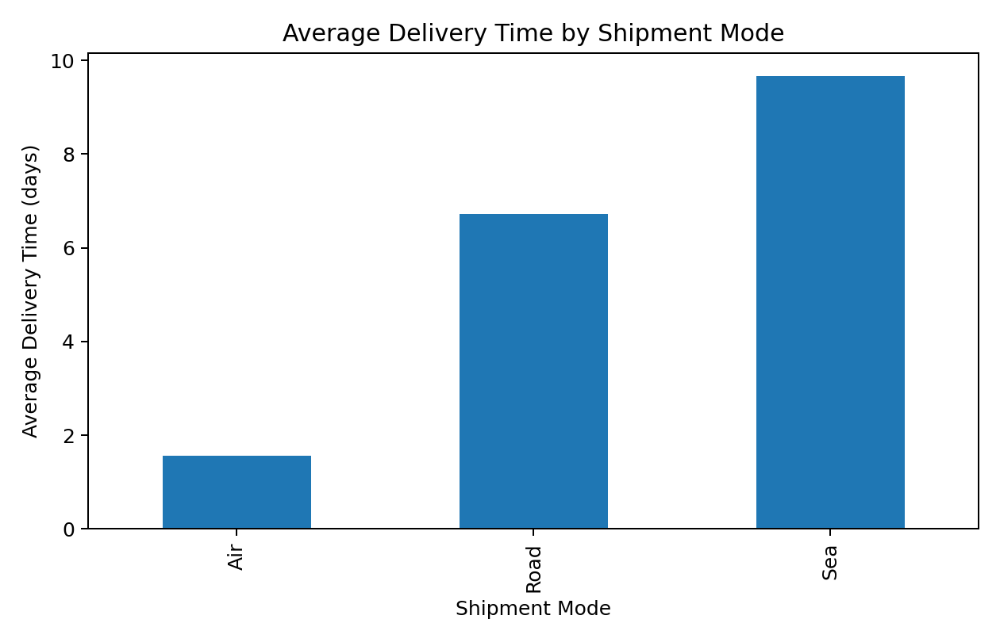 Average Delivery Time by Shipment Mode
Average Delivery Time (days)
10
8
6
4
2
0
Air
Road
Sea
Shipment Mode